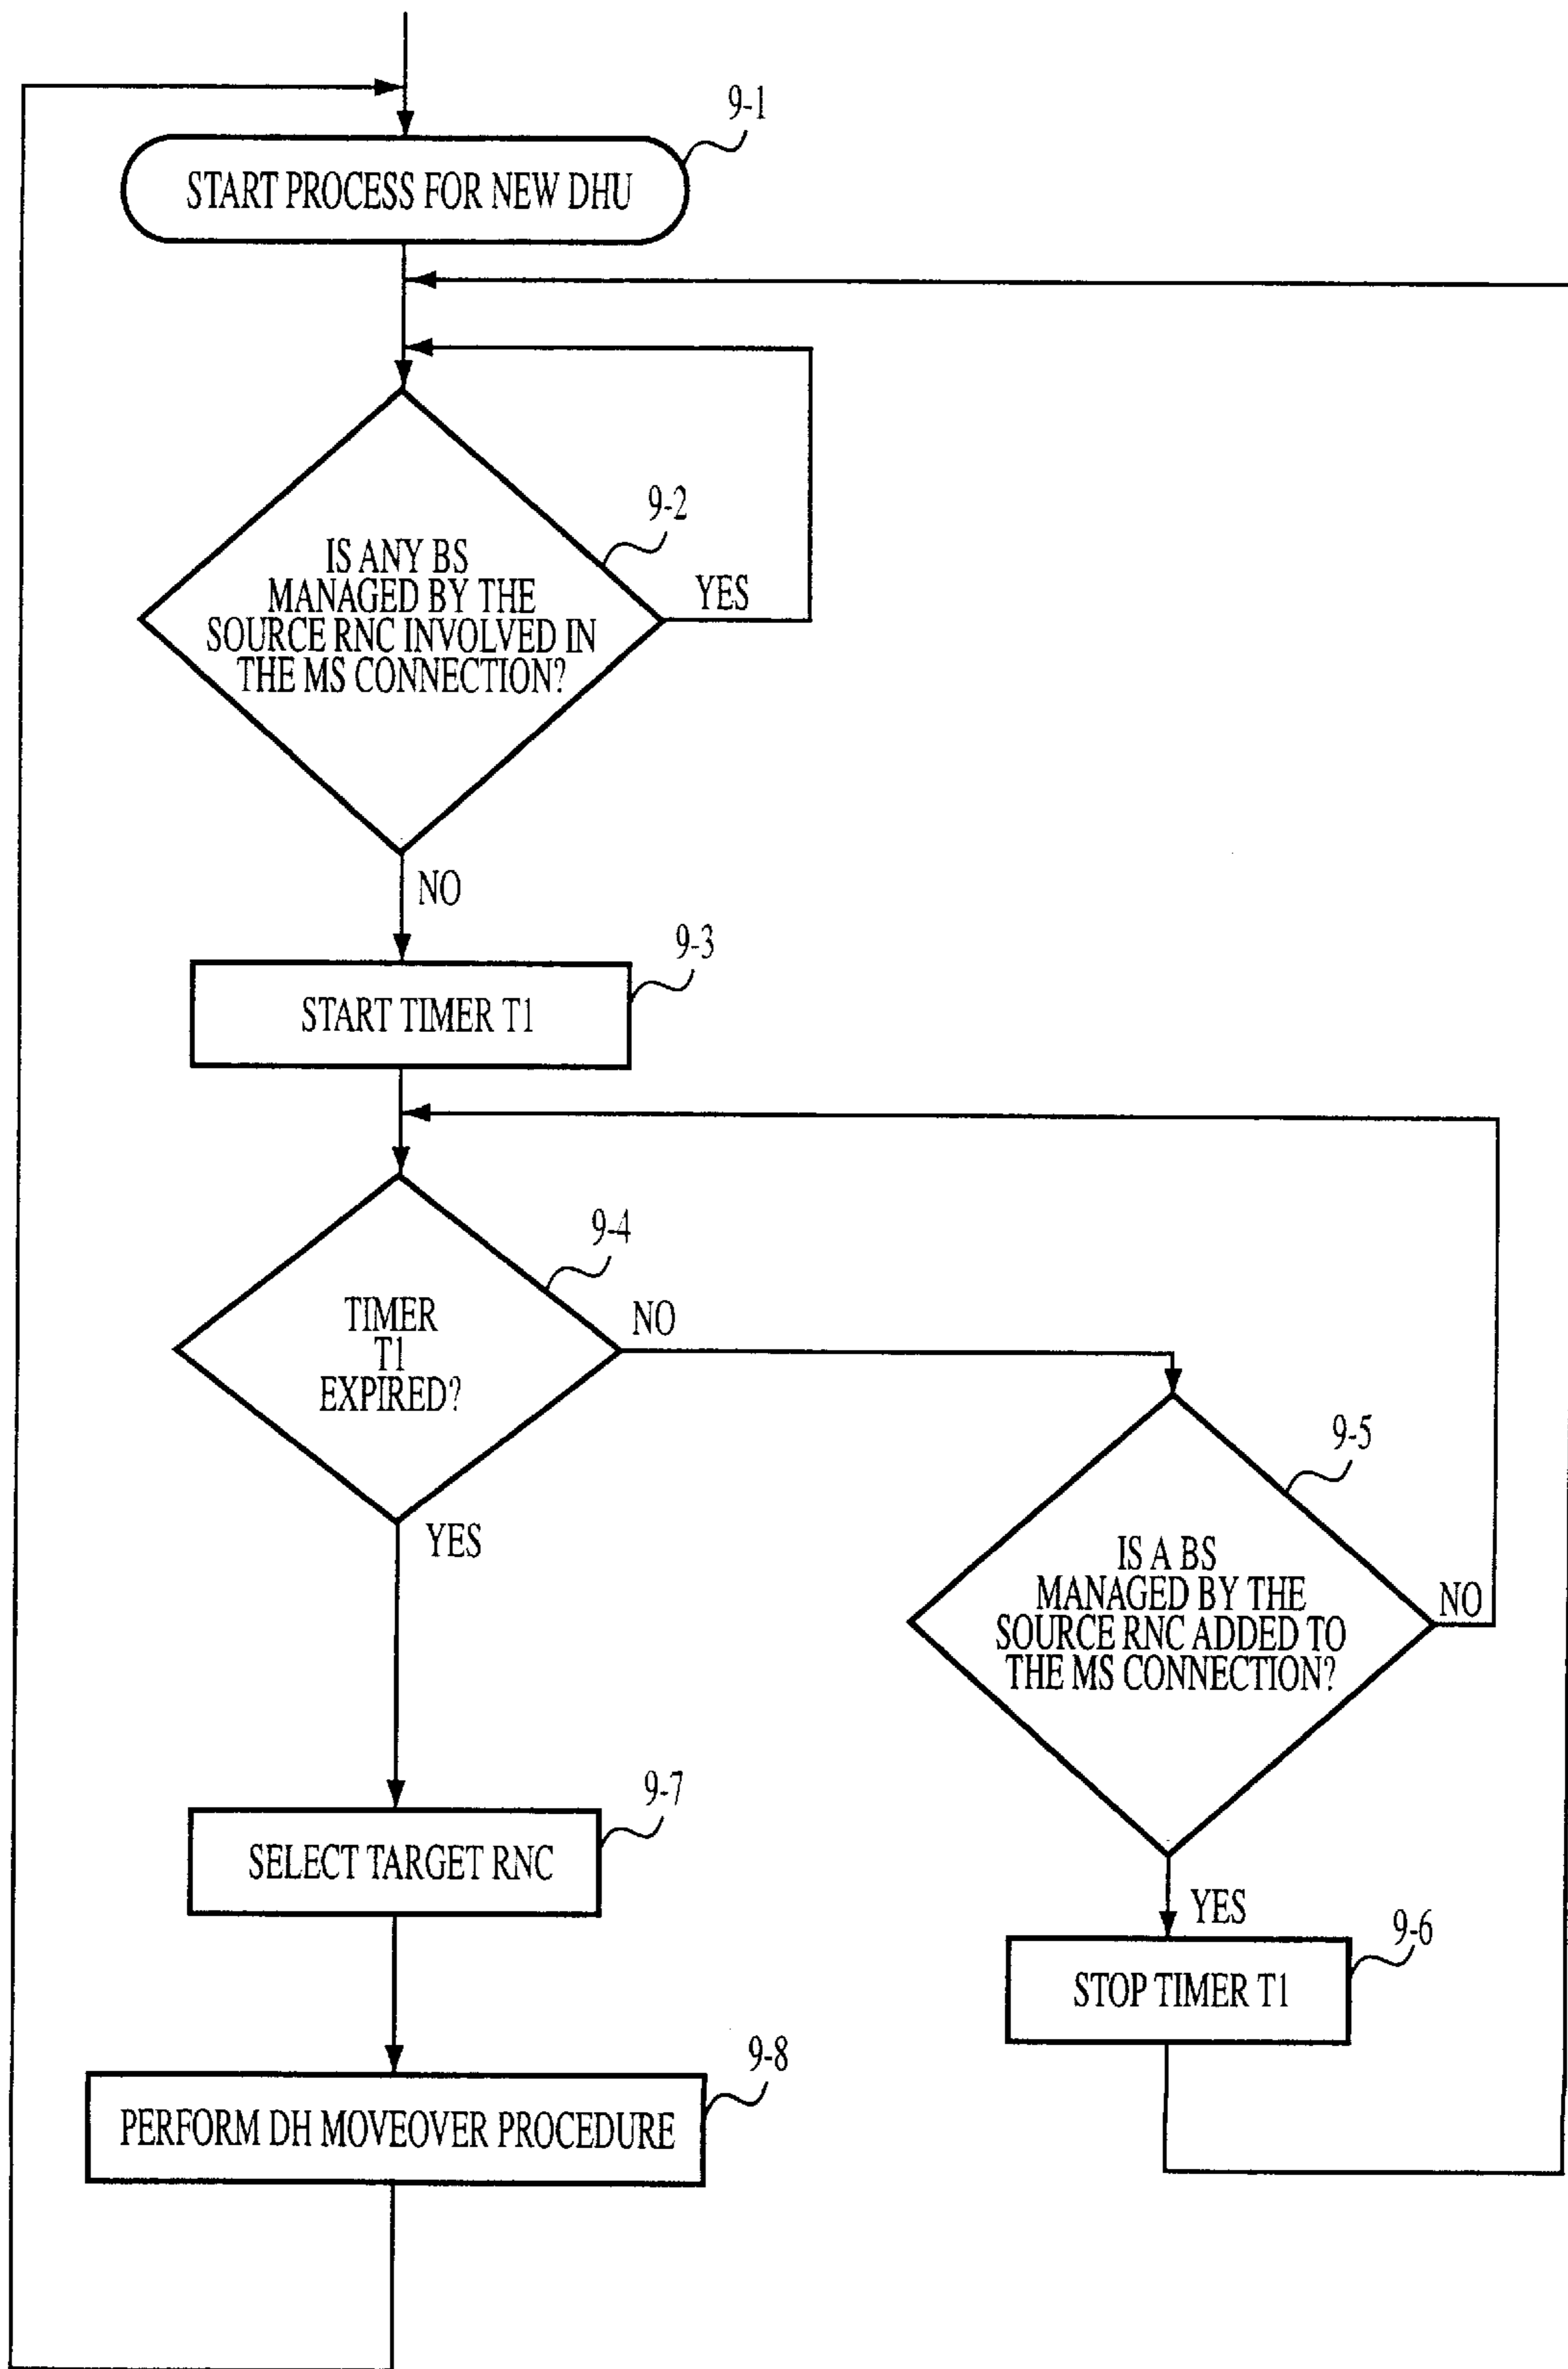 9-1
START PROCESS FOR NEW DHU
9-2
IS ANY BS
MANAGED BY THE
SOURCE RNC INVOLVED IN
THE MS CONNECTION?
YES
NO
9-3
START TIMER T1
9-4
TIMER
T1
EXPIRED?
NO
YES
9-5
IS A BS
MANAGED BY THE
SOURCE RNC ADDED TO
THE MS CONNECTION?
NO
YES
9-6
STOP TIMER T1
9-7
SELECT TARGET RNC
9-8
PERFORM DH MOVEOVER PROCEDURE